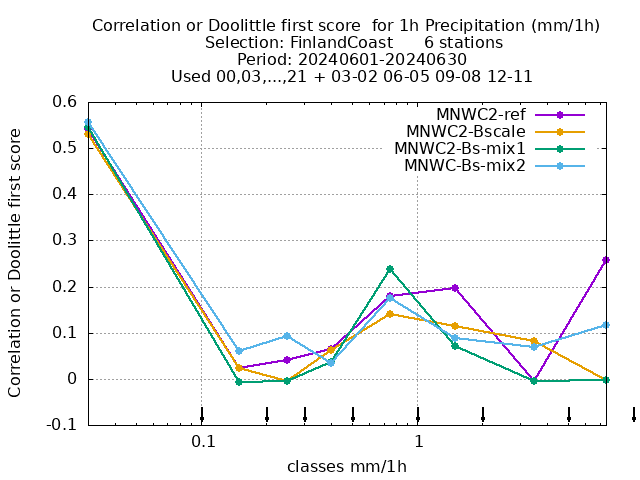 Correlation or Doolittle first score  for 1h Precipitation (mm/1h)
Selection: FinlandCoast      6 stations
Period: 20240601-20240630
Used 00,03,...,21 + 03-02 06-05 09-08 12-11
MNWC2-ref
MNWC2-Bscale
MNWC2-Bs-mix1
MNWC-Bs-mix2
Correlation or Doolittle first score
0.6
0.5
0.4
0.3
0.2
0.1
0
-0.1
0.1
1
classes mm/1h